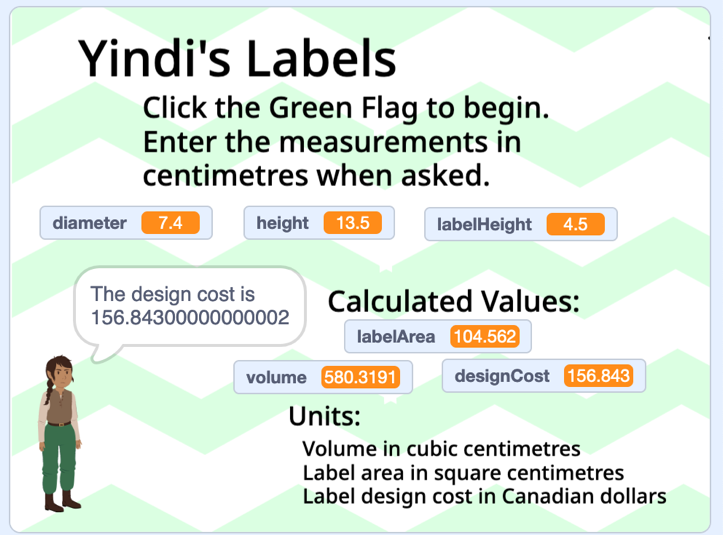 Yindi's Labels
Click the Green Flag to begin.
Enter the measurements in
centimetres when asked.
diameter 7.4
height 13.5
labelHeight 4.5
The design cost is
156.84300000000002
Calculated Values:
labelArea 104.562
volume 580.3191
designCost 156.843
Units:
Volume in cubic centimetres
Label area in square centimetres
Label design cost in Canadian dollars